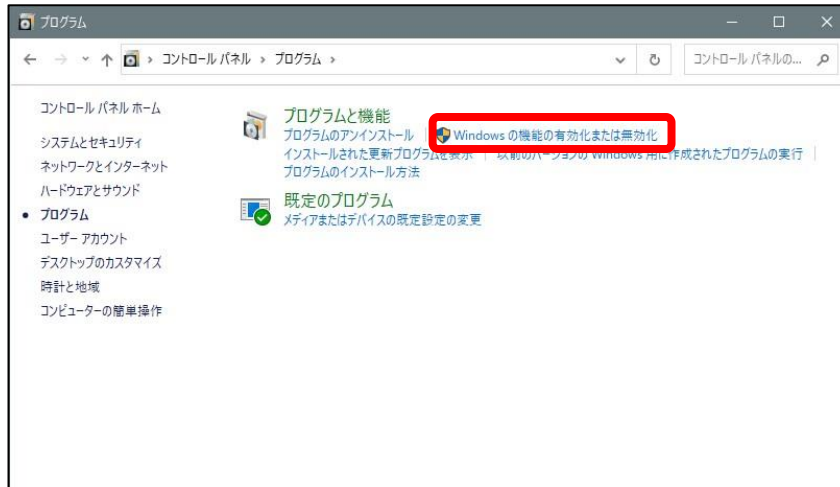 プログラム
コントロール パネル › プログラム ›
コントロール パネルの...
コントロール パネル ホーム
システムとセキュリティ
ネットワークとインターネット
ハードウェアとサウンド
プログラム
ユーザー アカウント
デスクトップのカスタマイズ
時計と地域
コンピューターの簡単操作
プログラムと機能
プログラムのアンインストール | Windows の機能の有効化または無効化
インストールされた更新プログラムを表示 | 以前のバージョンの Windows 用に作成されたプログラムの実行
プログラムのインストール方法
既定のプログラム
メディアまたはデバイスの既定設定の変更